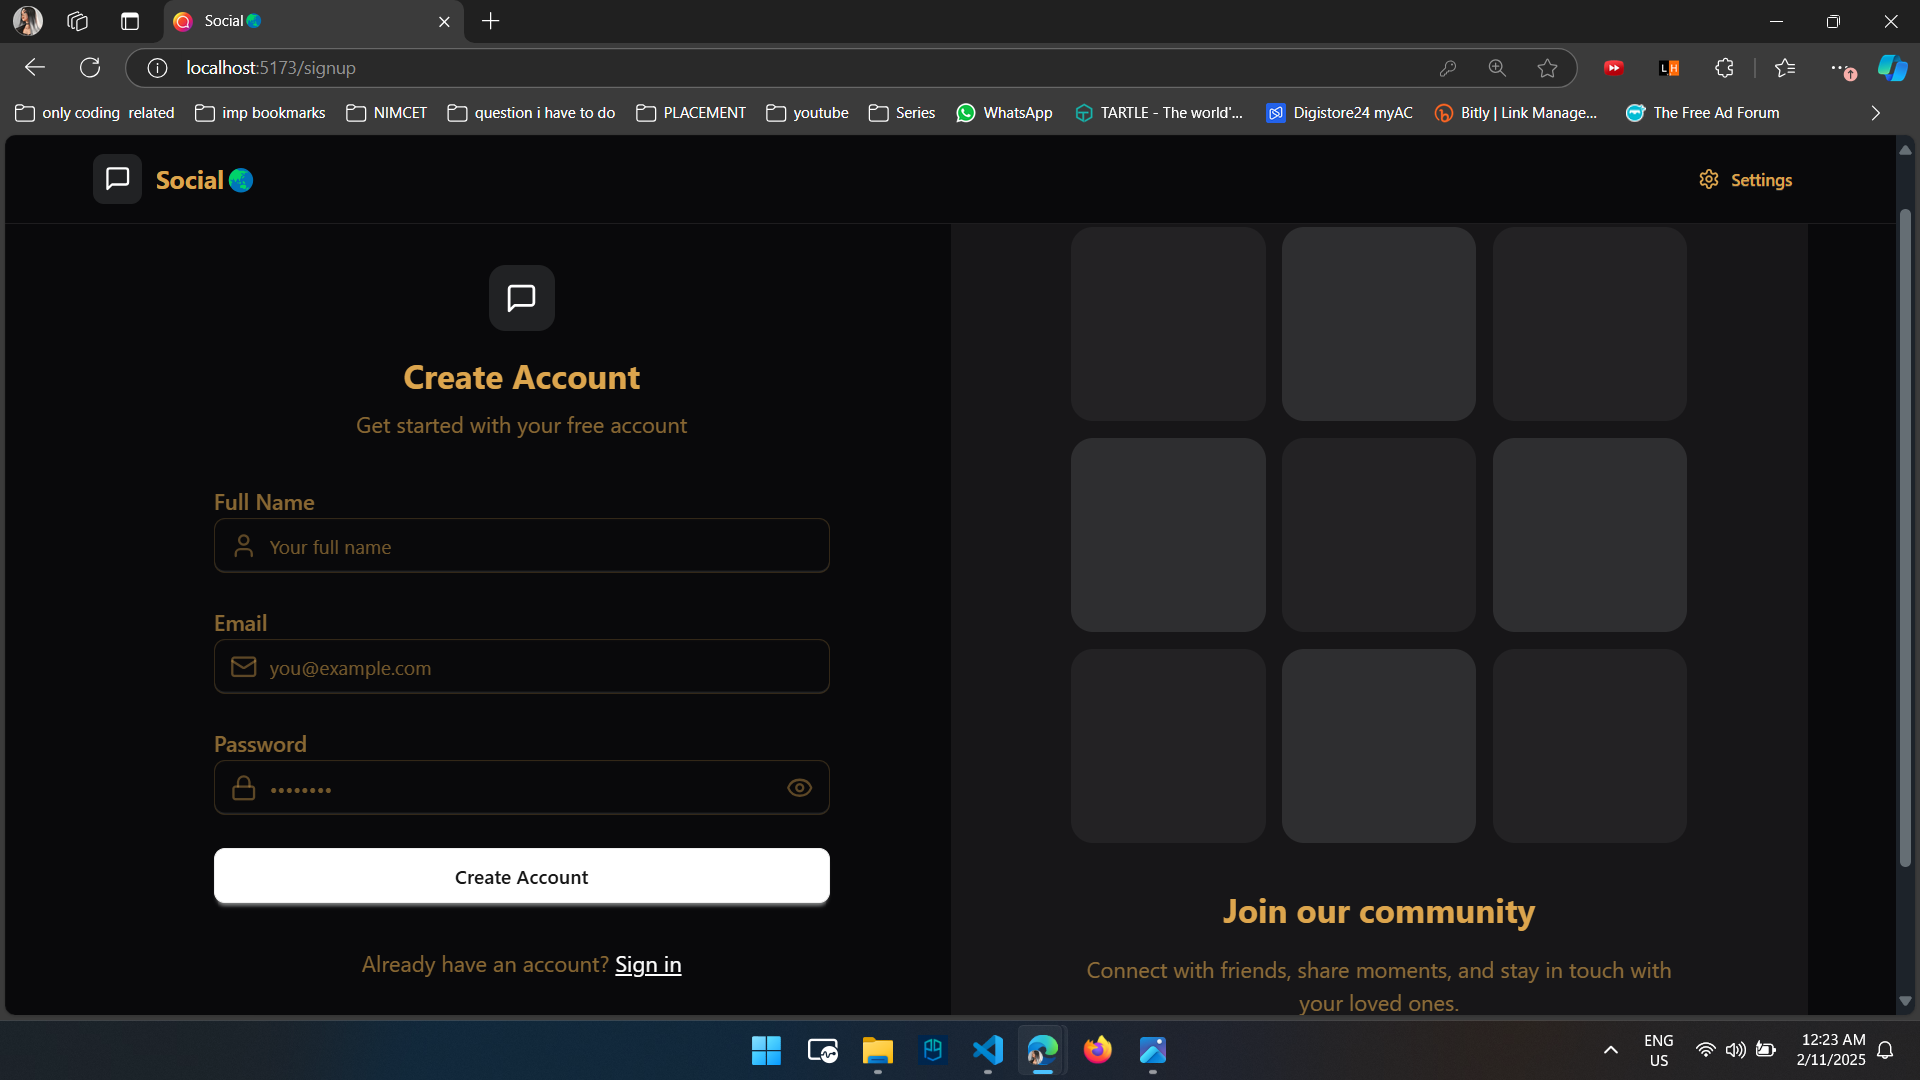 Social🌏
localhost:5173/signup
only coding related
imp bookmarks
NIMCET
question i have to do
PLACEMENT
youtube
Series
WhatsApp
TARTLE - The world'...
Digistore24 myAC
Bitly | Link Manage...
The Free Ad Forum
Social🌏
Settings
Create Account
Get started with your free account
Full Name
Your full name
Email
you@example.com
Password
••••••••
Create Account
Already have an account? Sign in
Join our community
Connect with friends, share moments, and stay in touch with
your loved ones.
ENG
US
12:23 AM
2/11/2025